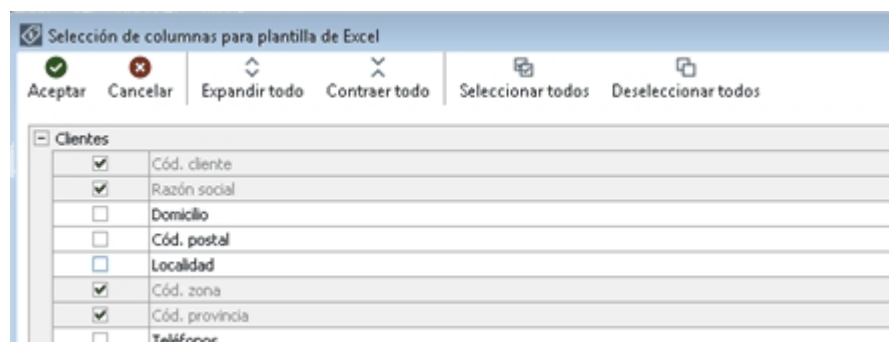 Selección de columnas para plantilla de Excel
Aceptar Cancelar Expandir todo Contraer todo Seleccionar todos Deseleccionar todos
Clientes
Cód. cliente
Razón social
Domicilio
Cód. postal
Localidad
Cód. zona
Cód. provincia
Teléfonos